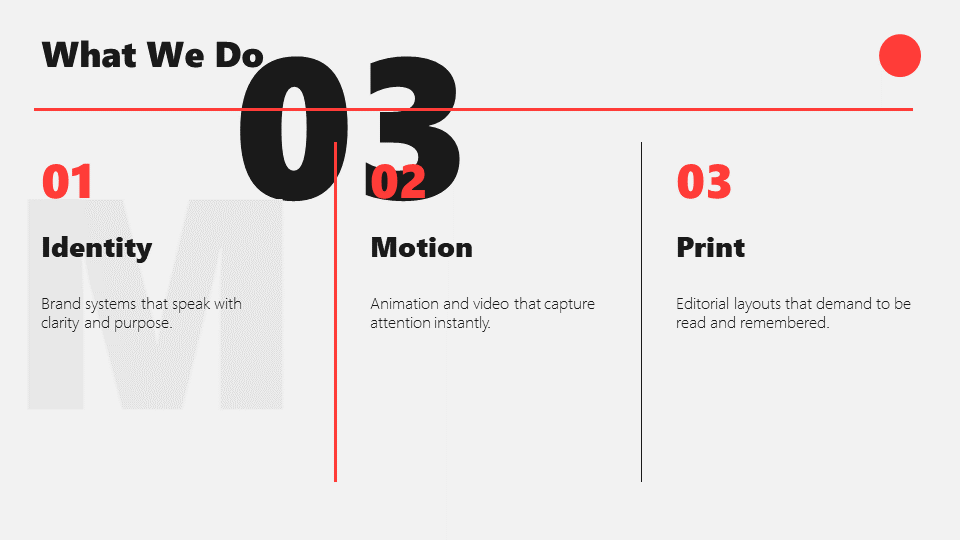 What We Do
03
01
Identity
Brand systems that speak with
clarity and purpose.
M
02
Motion
Animation and video that capture
attention instantly.
03
Print
Editorial layouts that demand to be
read and remembered.